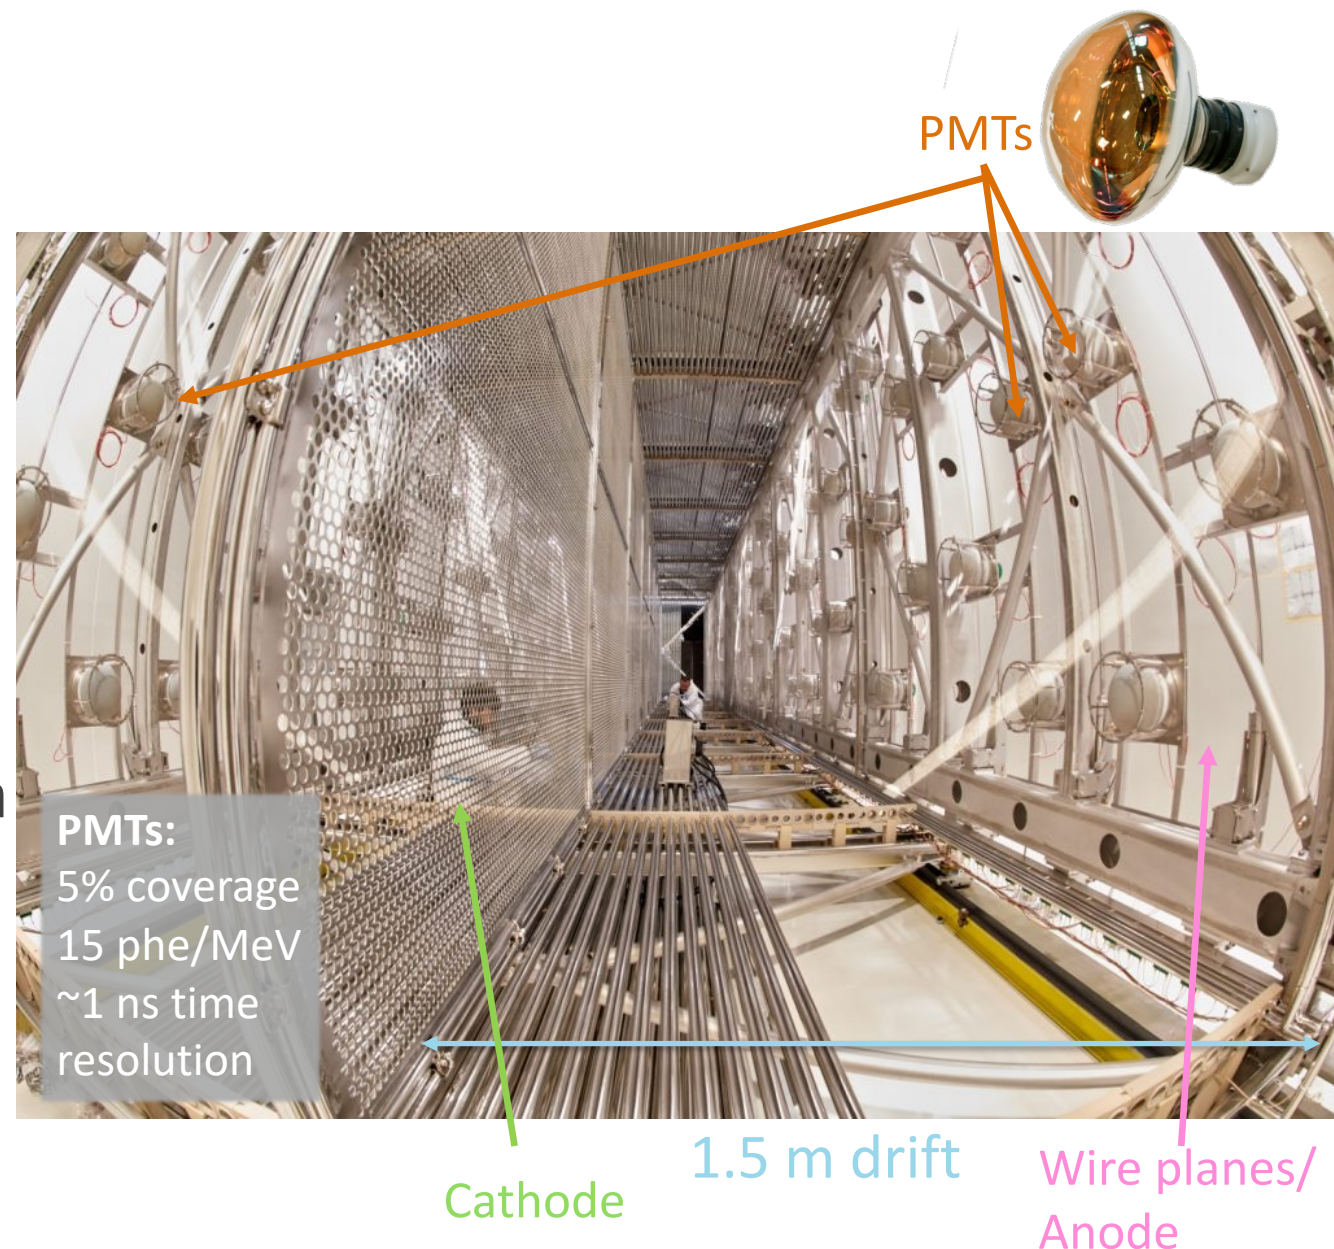 PMTs
PMTs:
5% coverage
15 phe/MeV
~1 ns time
resolution
1.5 m drift
Cathode
Wire planes/
Anode